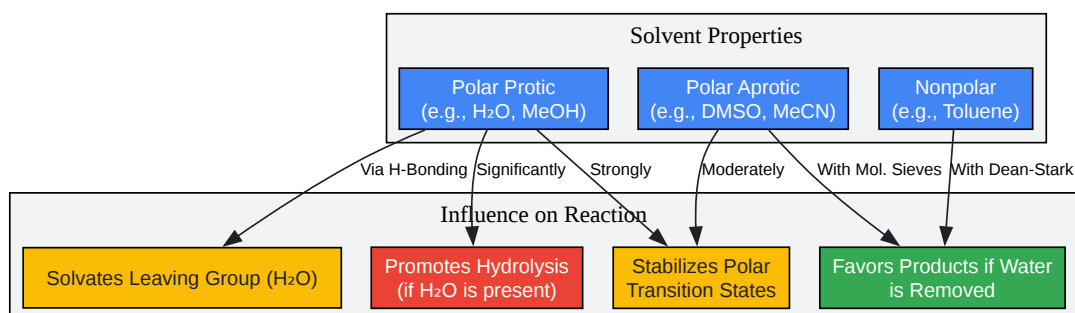 Solvent Properties
Polar Protic
(e.g., H₂O, MeOH)
Polar Aprotic
(e.g., DMSO, MeCN)
Nonpolar
(e.g., Toluene)
Via H-Bonding
Significantly
Strongly
Moderately
With Mol. Sieves
With Dean-Stark
Influence on Reaction
Solvates Leaving Group (H₂O)
Promotes Hydrolysis
(if H₂O is present)
Stabilizes Polar
Transition States
Favors Products if Water
is Removed